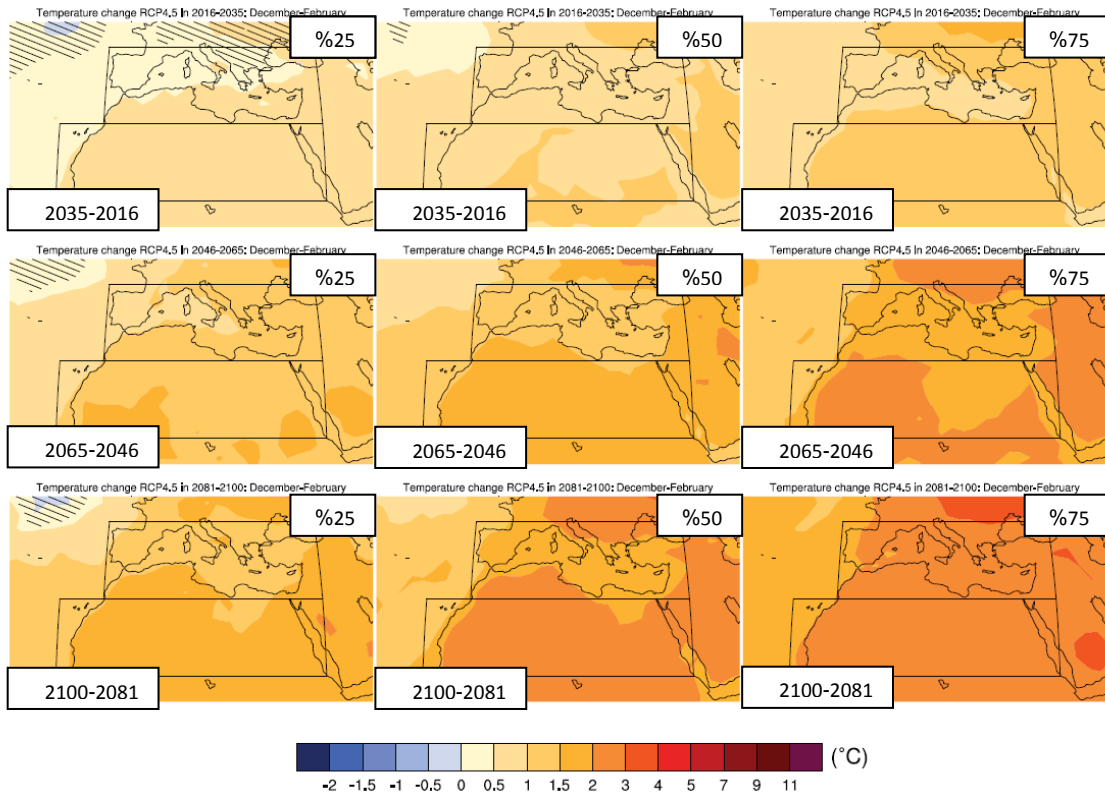 Temperature change RCP4.5 in 2016-2035: December-February
%25
2035-2016
Temperature change RCP4.5 in 2016-2035: December-February
%50
2035-2016
Temperature change RCP4.5 in 2016-2035: December-February
%75
2035-2016
Temperature change RCP4.5 in 2046-2065: December-February
%25
2065-2046
Temperature change RCP4.5 in 2046-2065: December-February
%50
2065-2046
Temperature change RCP4.5 in 2046-2065: December-February
%75
2065-2046
Temperature change RCP4.5 in 2081-2100: December-February
%25
2100-2081
Temperature change RCP4.5 in 2081-2100: December-February
%50
2100-2081
Temperature change RCP4.5 in 2081-2100: December-February
%75
2100-2081
(°C)
-2 -1.5 -1 -0.5 0 0.5 1 1.5 2 3 4 5 7 9 11